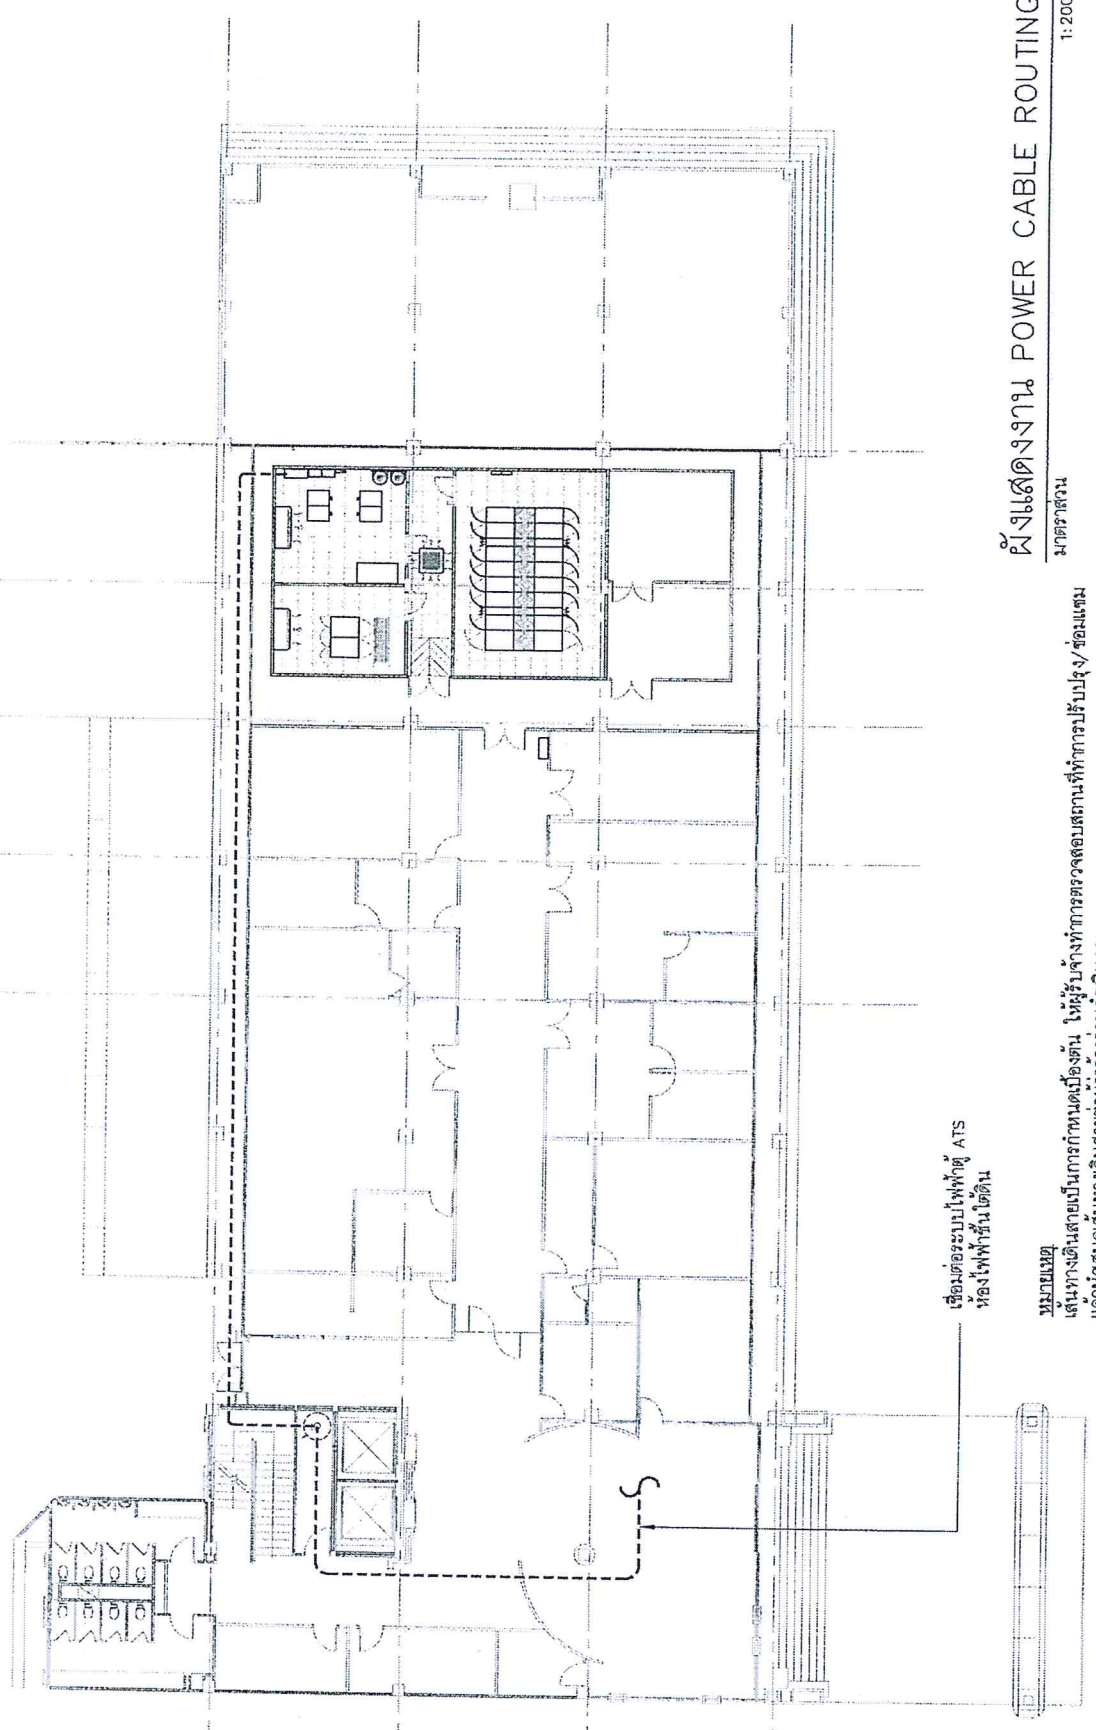 ผังแสดงงาน POWER CABLE ROUTING
มาตราส่วน 1:200
เชื่อมต่อระบบไฟฟ้าตู้ ATS
ห้องไฟฟ้าชั้นใต้ดิน
หมายเหตุ
เส้นทางเดินสายเป็นการกำหนดเบื้องต้น ให้ผู้รับจ้างทำการตรวจสอบสถานที่ทำการปรับปรุง/ซ่อมแซม